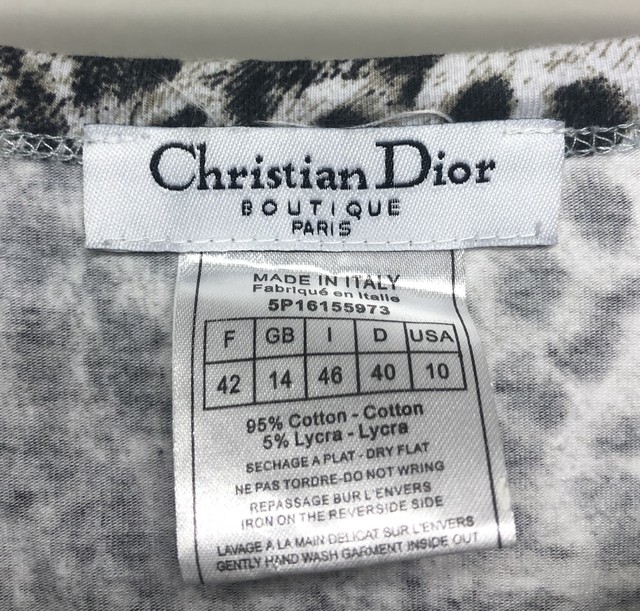 Christian Dior
BOUTIQUE
PARIS
MADE IN ITALY
Fabriqué en Italie
5P16155973
F GB I D USA
42 14 46 40 10
95% Cotton - Cotton
5% Lycra - Lycra
SECHAGE A PLAT - DRY FLAT
NE PAS TORDRE-DO NOT WRING
REPASSAGE BUR L'ENVERS
IRON ON THE REVERSIDE SIDE
LAVAGE A LA MAIN DELICAT SUR L'ENVERS
GENTLY HAND WASH GARMENT INSIDE OUT